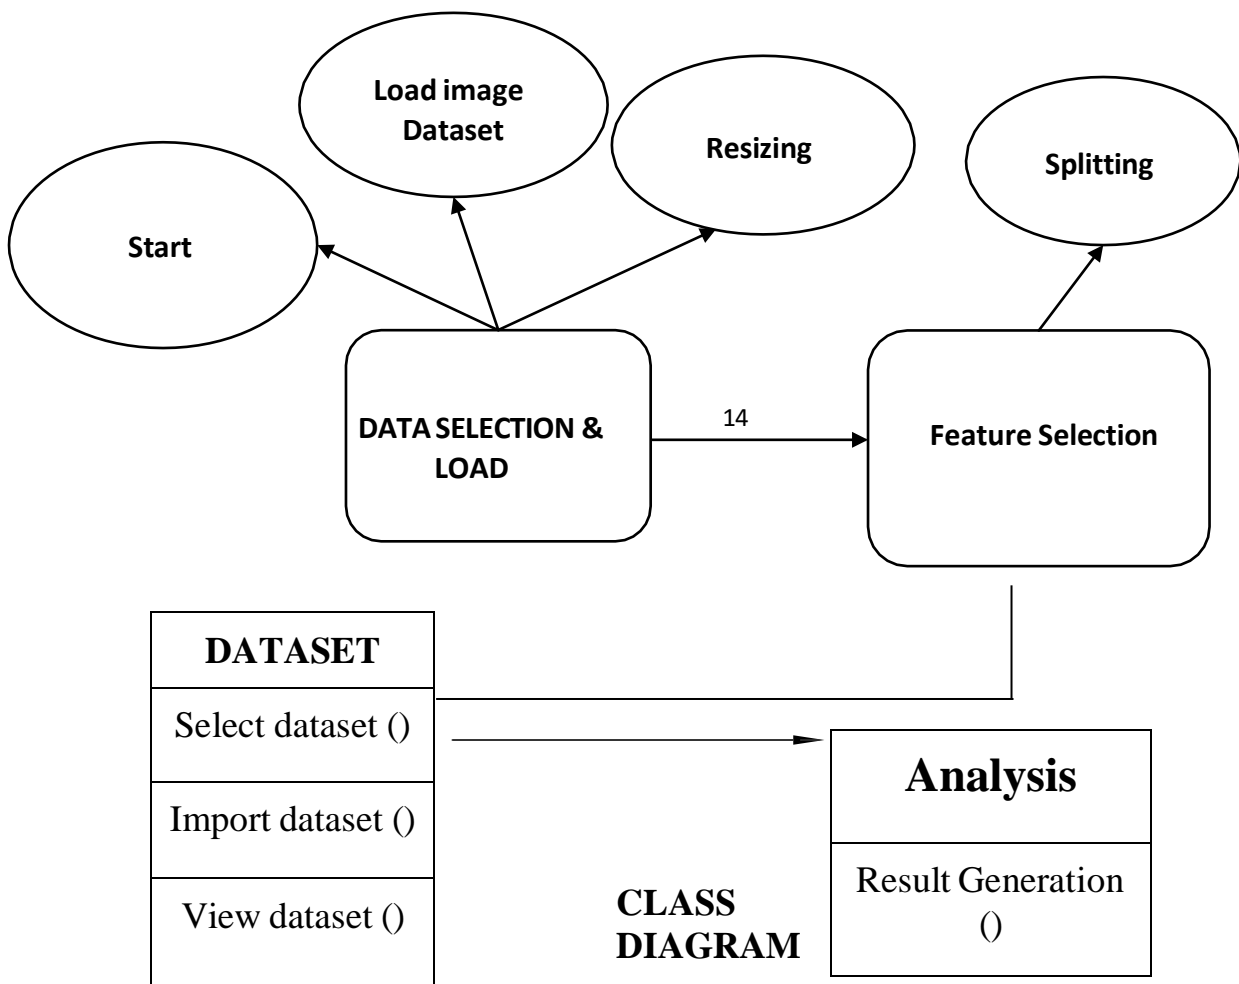 Load image
Dataset
Resizing
Splitting
Start
DATA SELECTION &
LOAD
14
Feature Selection
DATASET
Select dataset ()
Import dataset ()
View dataset ()
Analysis
Result Generation
()
CLASS
DIAGRAM